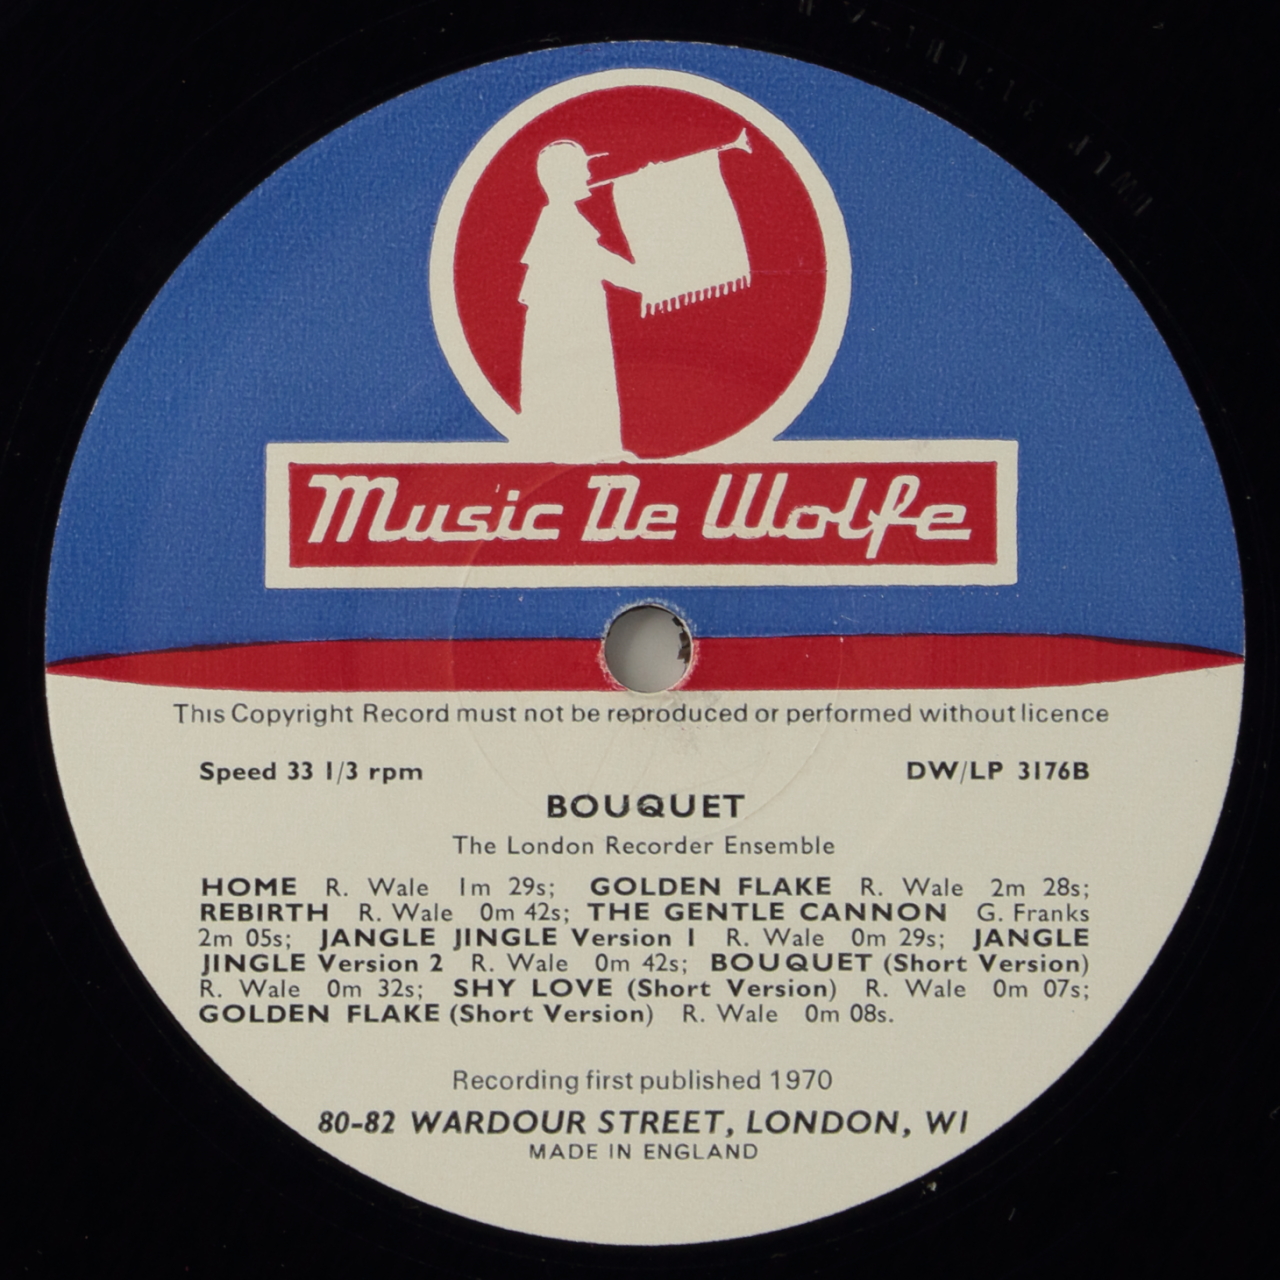 Music De Wolfe
This Copyright Record must not be reproduced or performed without licence
Speed 33 1/3 rpm DW/LP 3176B
BOUQUET
The London Recorder Ensemble
HOME R. Wale 1m 29s; GOLDEN FLAKE R. Wale 2m 28s;
REBIRTH R. Wale 0m 42s; THE GENTLE CANNON G. Franks
2m 05s; JANGLE JINGLE Version 1 R. Wale 0m 29s; JANGLE
JINGLE Version 2 R. Wale 0m 42s; BOUQUET (Short Version)
R. Wale 0m 32s; SHY LOVE (Short Version) R. Wale 0m 07s;
GOLDEN FLAKE (Short Version) R. Wale 0m 08s.
Recording first published 1970
80-82 WARDOUR STREET, LONDON, W1
MADE IN ENGLAND